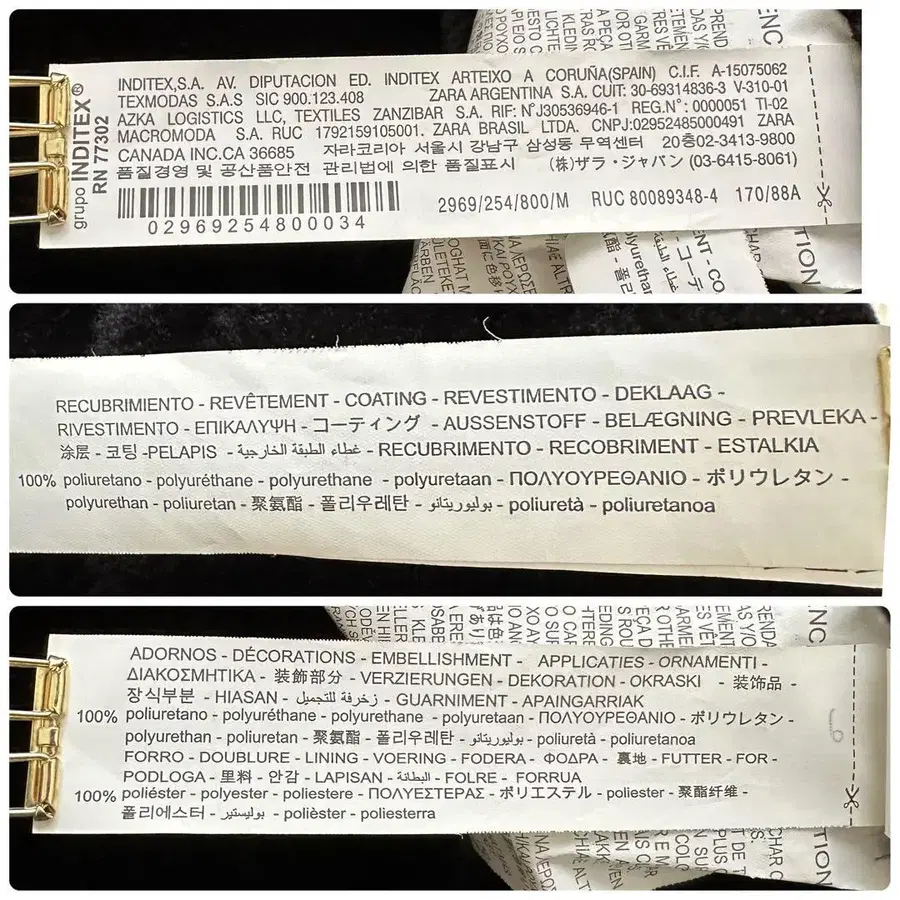 grupo INDITEX®
RN 77302
INDITEX,S.A. AV. DIPUTACION ED. INDITEX ARTEIXO A CORUÑA(SPAIN) C.I.F. A-15075062
TEXMODAS S.A.S SIC 900.123.408 ZARA ARGENTINA S.A. CUIT: 30-69314836-3 V-310-01
AZKA LOGISTICS LLC, TEXTILES ZANZIBAR S.A. RIF: N°J30536946-1 REG.N°: 0000051 TI-02
MACROMODA S.A. RUC 1792159105001. ZARA BRASIL LTDA. CNPJ:02952485000491 ZARA
CANADA INC.CA 36685 자라코리아 서울시 강남구 삼성동 무역센터 20층02-3413-9800
품질경영 및 공산품안전 관리법에 의한 품질표시 (株)ザラ・ジャパン (03-6415-8061)
02969254800034
2969/254/800/M RUC 80089348-4 170/88A
RECUBRIMIENTO - REVÊTEMENT - COATING - REVESTIMENTO - DEKLAAG -
RIVESTIMENTO - ΕΠΙΚΑΛΥΨΗ - コーティング - AUSSENSTOFF - BELÆGNING - PREVLEKA -
涂层 - 코팅 -PELAPIS - غطاء الطبقة الخارجية - RECUBRIMENTO - RECOBRIMENT - ESTALKIA
100% poliuretano - polyuréthane - polyurethane - polyuretaan - ΠΟΛΥΟΥΡΕΘΑΝΙΟ - ポリウレタン -
polyurethan - poliuretan - 聚氨酯 - 폴리우레탄 - بوليوريتانو - poliuretà - poliuretanoa
ADORNOS - DÉCORATIONS - EMBELLISHMENT - APPLICATIES - ORNAMENTI -
ΔΙΑΚΟΣΜΗΤΙΚΑ - 装飾部分 - VERZIERUNGEN - DEKORATION - OKRASKI - 装饰品 -
장식부분 - HIASAN - زخرفة للتجميل - GUARNIMENT - APAINGARRIAK
100% poliuretano - polyuréthane - polyurethane - polyuretaan - ΠΟΛΥΟΥΡΕΘΑΝΙΟ - ポリウレタン -
polyurethan - poliuretan - 聚氨酯 - 폴리우레탄 - بوليوريتانو - poliuretà - poliuretanoa
FORRO - DOUBLURE - LINING - VOERING - FODERA - ΦΟΔΡΑ - 裏地 - FUTTER - FOR -
PODLOGA - 里料 - 안감 - LAPISAN - البطانة - FOLRE - FORRUA
100% poliéster - polyester - poliestere - ΠΟΛΥΕΣΤΕΡΑΣ - ポリエステル - poliester - 聚酯纤维 -
폴리에스터 - بوليستير - polièster - poliesterra